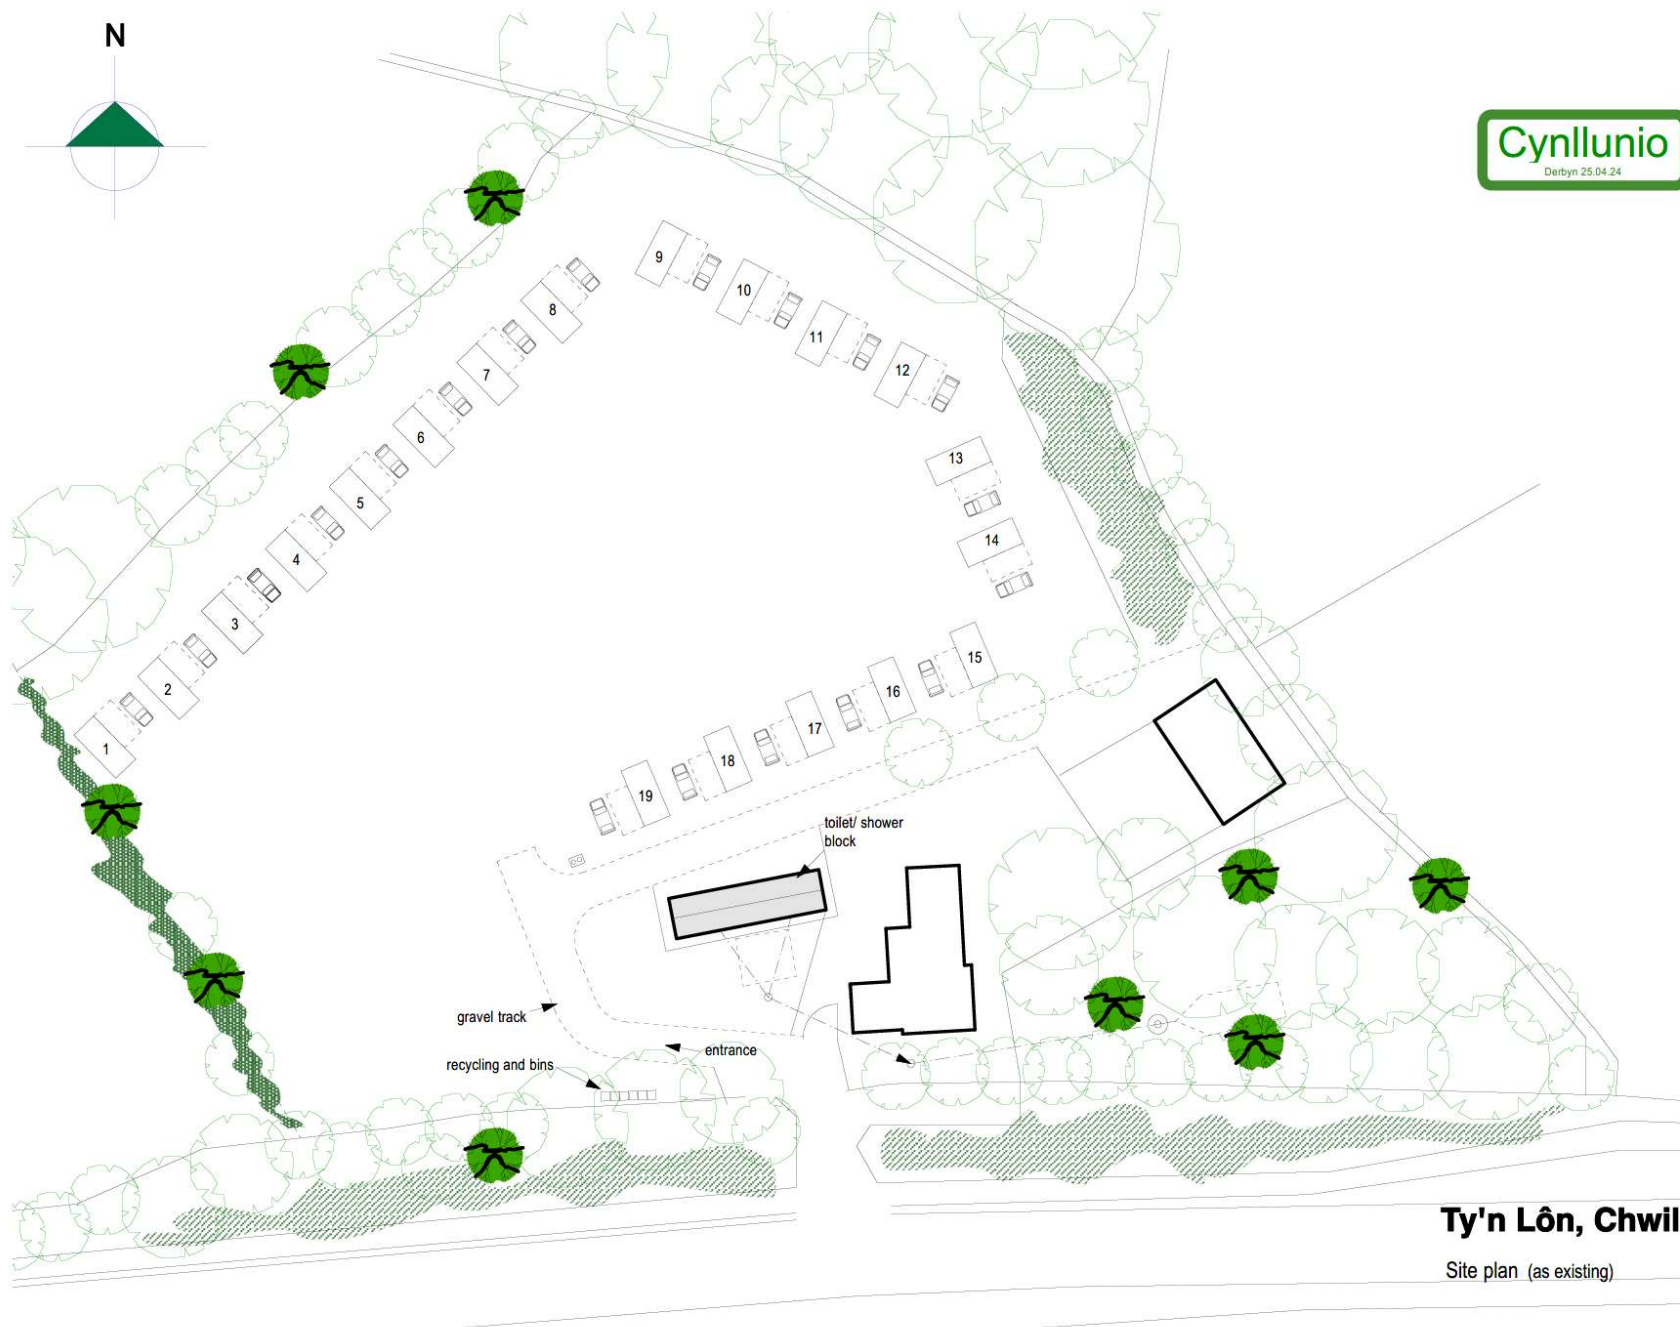 N
Cynllunio
Derbyn 25.04.24
9
10
8
11
7
12
6
13
5
14
4
3
15
2
16
17
1
18
19
toilet/ shower
block
gravel track
entrance
recycling and bins
Ty'n Lôn, Chwil
Site plan (as existing)